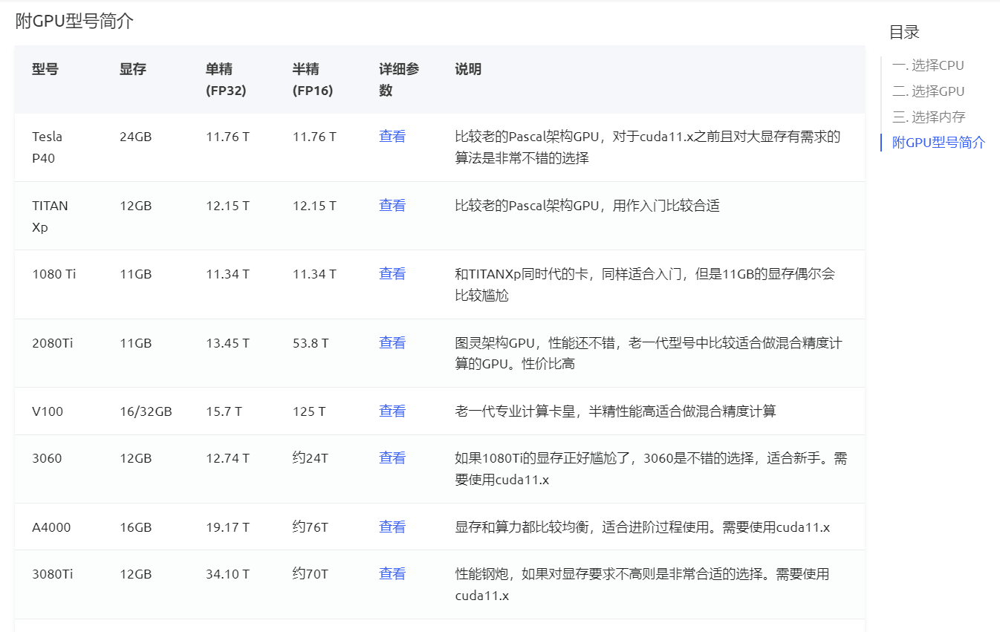 附GPU型号简介
型号 显存 单精 (FP32) 半精 (FP16) 详细参数 说明
Tesla P40 24GB 11.76 T 11.76 T 查看 比较老的Pascal架构GPU，对于cuda11.x之前且对大显存有需求的
算法是非常不错的选择
TITAN Xp 12GB 12.15 T 12.15 T 查看 比较老的Pascal架构GPU，用作入门比较合适
1080 Ti 11GB 11.34 T 11.34 T 查看 和TITANXp同时代的卡，同样适合入门，但是11GB的显存偶尔会
比较尴尬
2080Ti 11GB 13.45 T 53.8 T 查看 图灵架构GPU，性能还不错，老一代型号中比较适合做混合精度计
算的GPU。性价比高
V100 16/32GB 15.7 T 125 T 查看 老一代专业计算卡皇，半精性能高适合做混合精度计算
3060 12GB 12.74 T 约24T 查看 如果1080Ti的显存正好尴尬了，3060是不错的选择，适合新手。需
要使用cuda11.x
A4000 16GB 19.17 T 约76T 查看 显存和算力都比较均衡，适合进阶过程使用。需要使用cuda11.x
3080Ti 12GB 34.10 T 约70T 查看 性能钢炮，如果对显存要求不高则是非常合适的选择。需要使用
cuda11.x
目录
一. 选择CPU
二. 选择GPU
三. 选择内存
附GPU型号简介